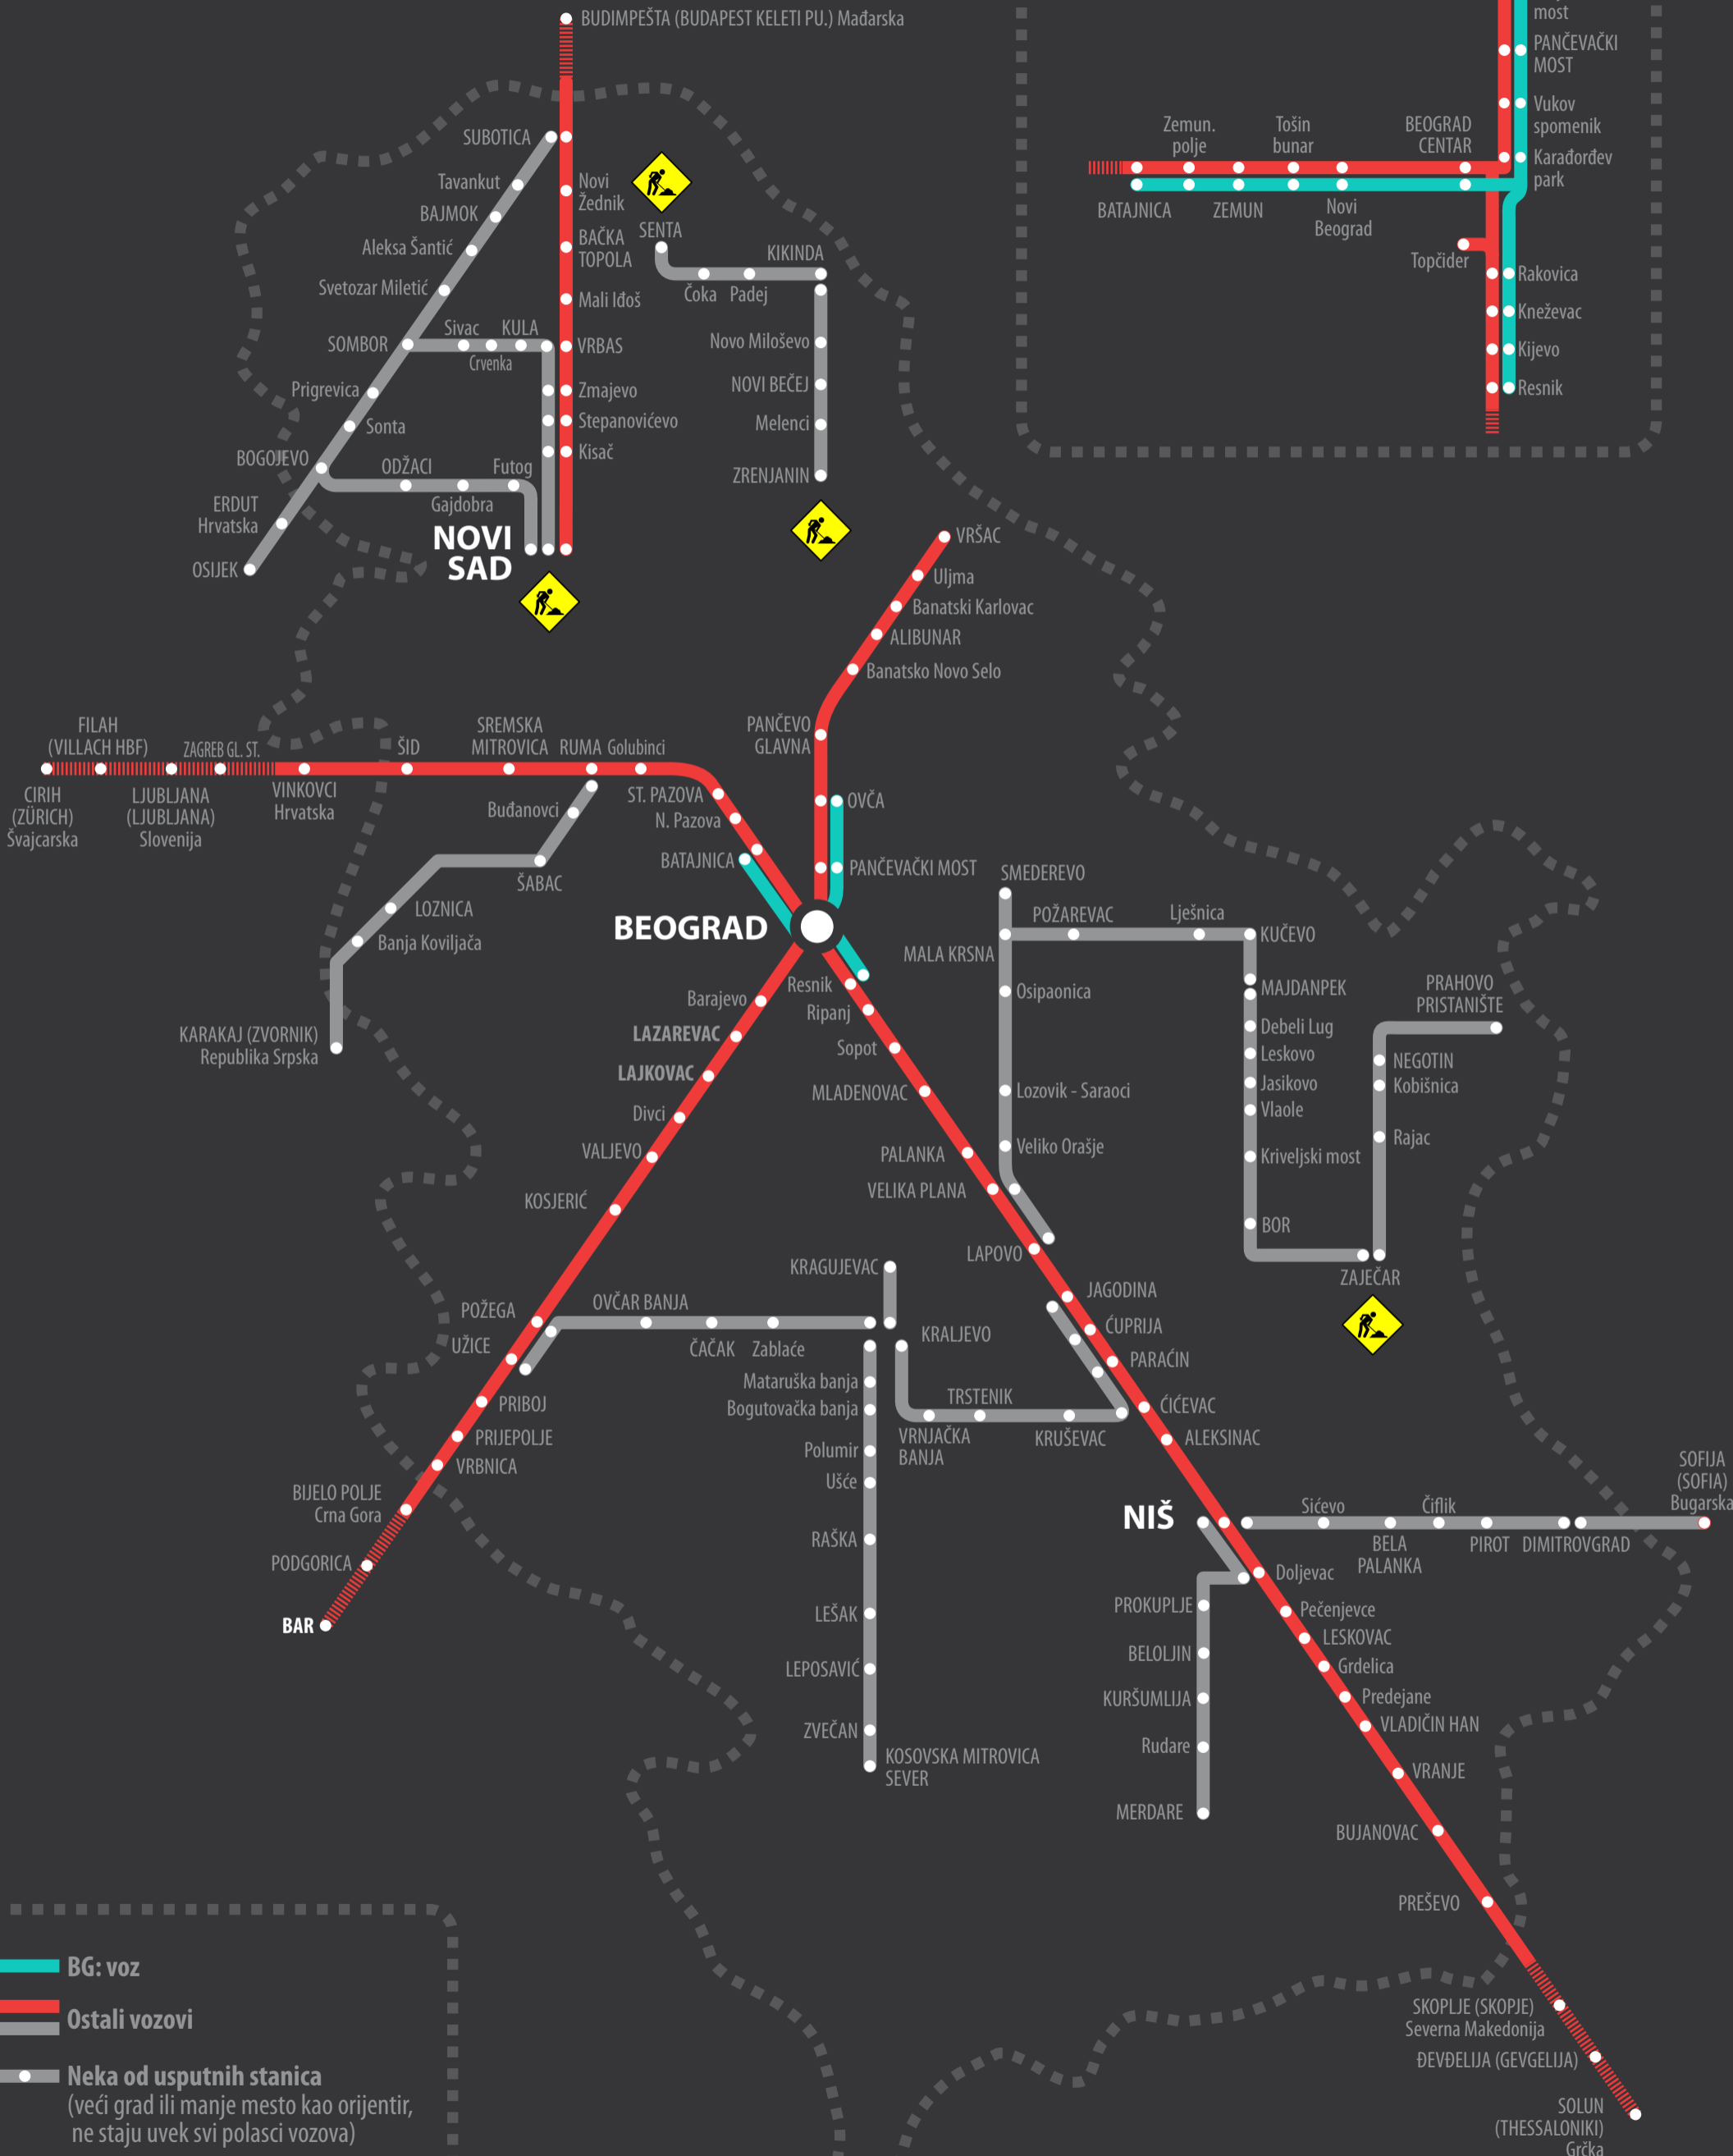 BUDIMPEŠTA (BUDAPEST KELETI PU.) Mađarska
most
PANČEVAČKI
MOST
Vukov
spomenik
Karađorđev
park
Zemun.
polje
Tošin
bunar
BEOGRAD
CENTAR
BATAJNICA
ZEMUN
Novi
Beograd
Topčider
Rakovica
Kneževac
Kijevo
Resnik
SUBOTICA
Tavankut
BAJMOK
Aleksa Šantić
Svetozar Miletić
SOMBOR
Sivac
KULA
Crvenka
Prigrevica
Sonta
BOGOJEVO
ODŽACI
Futog
Gajdobra
ERDUT
Hrvatska
OSIJEK
NOVI
SAD
Novi
Žednik
BAČKA
TOPOLA
Mali Iđoš
VRBAS
Zmajevo
Stepanovićevo
Kisač
SENTA
KIKINDA
Čoka
Padej
Novo Miloševo
NOVI BEČEJ
Melenci
ZRENJANIN
VRŠAC
Uljma
Banatski Karlovac
ALIBUNAR
Banatsko Novo Selo
PANČEVO
GLAVNA
OVČA
PANČEVAČKI MOST
FILAH
(VILLACH HBF)
ZAGREB GL. ST.
ŠID
SREMSKA
MITROVICA
RUMA
Golubinci
CIRIH
(ZÜRICH)
Švajcarska
LJUBLJANA
(LJUBLJANA)
Slovenija
VINKOVCI
Hrvatska
ST. PAZOVA
N. Pazova
BATAJNICA
Buđanovci
ŠABAC
LOZNICA
Banja Koviljača
KARAKAJ (ZVORNIK)
Republika Srpska
BEOGRAD
Resnik
Ripanj
Sopot
MLADENOVAC
PALANKA
VELIKA PLANA
LAPOVO
Barajevo
LAZAREVAC
LAJKOVAC
Divci
VALJEVO
KOSJERIĆ
POŽEGA
UŽICE
PRIBOJ
PRIJEPOLJE
VRBNICA
BIJELO POLJE
Crna Gora
PODGORICA
BAR
SMEDEREVO
POŽAREVAC
Lješnica
KUČEVO
MALA KRSNA
Osipaonica
Lozovik - Saraoci
Veliko Orašje
MAJDANPEK
Debeli Lug
Leskovo
Jasikovo
Vlaole
Kriveljski most
BOR
ZAJEČAR
PRAHOVO
PRISTANIŠTE
NEGOTIN
Kobišnica
Rajac
KRAGUJEVAC
OVČAR BANJA
ČAČAK
Zablaće
KRALJEVO
Mataruška banja
Bogutovačka banja
Polumir
Ušće
RAŠKA
LEŠAK
LEPOSAVIĆ
ZVEČAN
KOSOVSKA MITROVICA
SEVER
TRSTENIK
VRNJAČKA
BANJA
KRUŠEVAC
JAGODINA
ĆUPRIJA
PARAĆIN
ĆIĆEVAC
ALEKSINAC
NIŠ
Sićevo
Čiflik
BELA
PALANKA
PIROT
DIMITROVGRAD
SOFIJA
(SOFIA)
Bugarska
Doljevac
Pečenjevce
LESKOVAC
Grdelica
Predejane
VLADIČIN HAN
VRANJE
BUJANOVAC
PREŠEVO
PROKUPLJE
BELOLJIN
KURŠUMLIJA
Rudare
MERDARE
SKOPLJE (SKOPJE)
Severna Makedonija
ĐEVĐELIJA (GEVGELIJA)
SOLUN
(THESSALONIKI)
Grčka
BG: voz
Ostali vozovi
Neka od usputnih stanica
(veći grad ili manje mesto kao orijentir,
ne staju uvek svi polasci vozova)